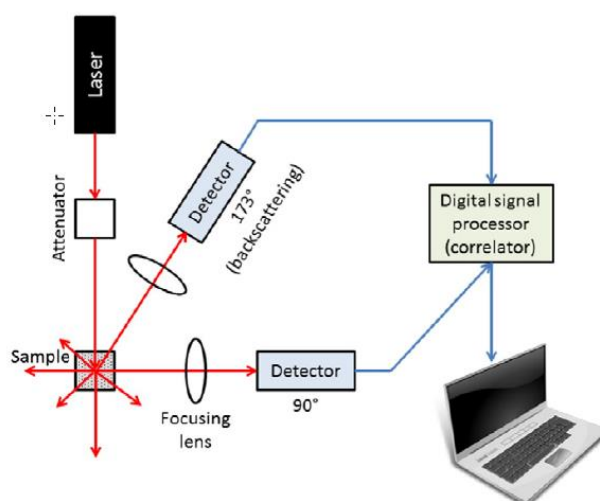 Laser
Attenuator
Detector
173°
(backscattering)
Digital signal
processor
(correlator)
Sample
Focusing
lens
Detector
90°